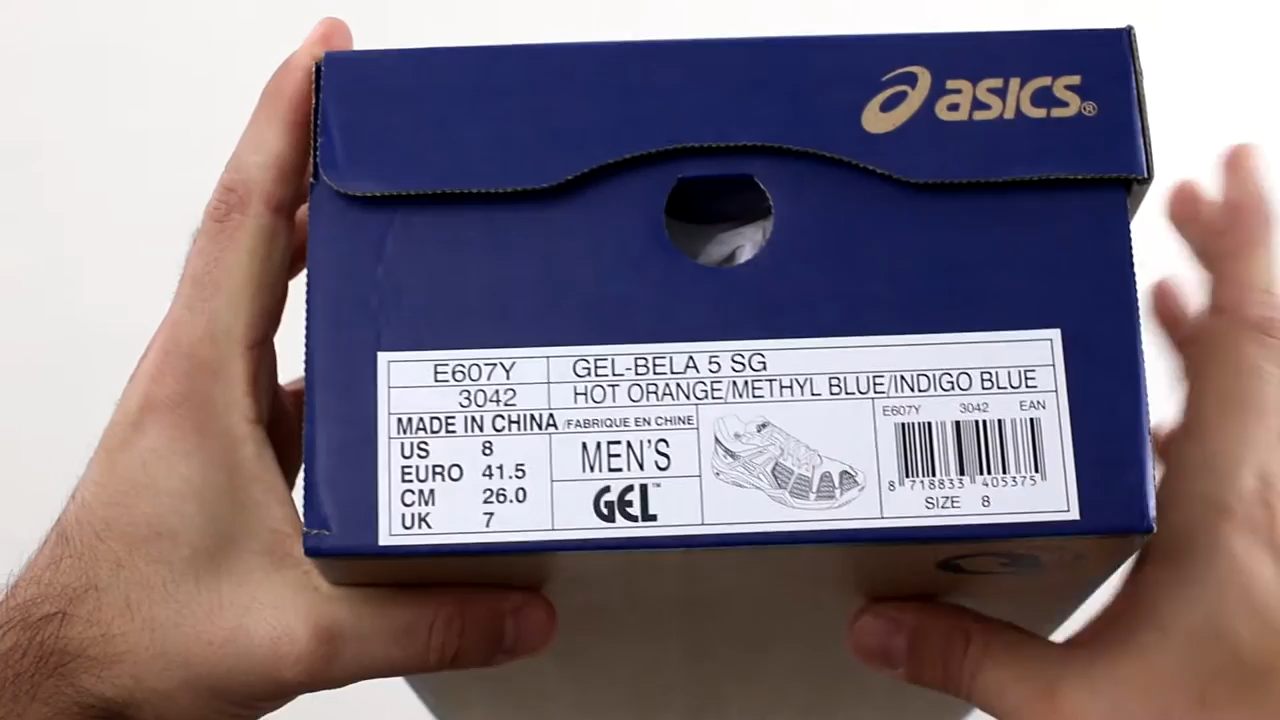 asics®
E607Y GEL-BELA 5 SG
3042 HOT ORANGE/METHYL BLUE/INDIGO BLUE
MADE IN CHINA /FABRIQUE EN CHINE
US 8
EURO 41.5
CM 26.0
UK 7
MEN'S
GEL™
E607Y 3042 EAN
8 718833 405375
SIZE 8